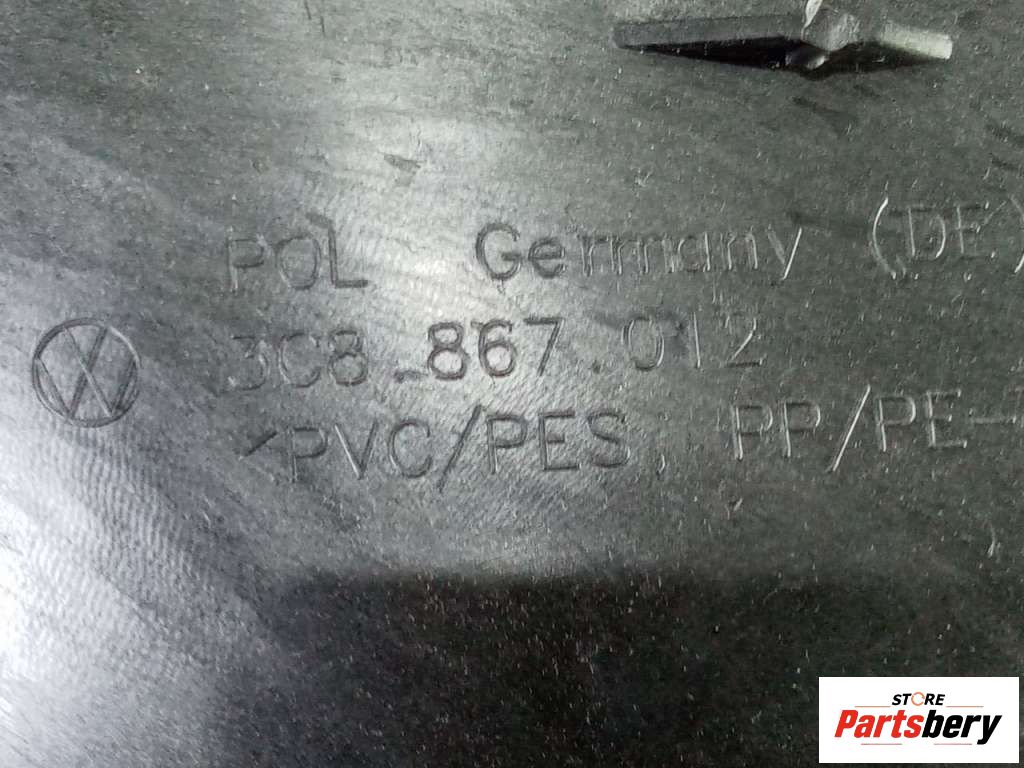 POL Germany (DE)
3C8.867.012
<PVC/PES, PP/PE-
STORE
Partsbery